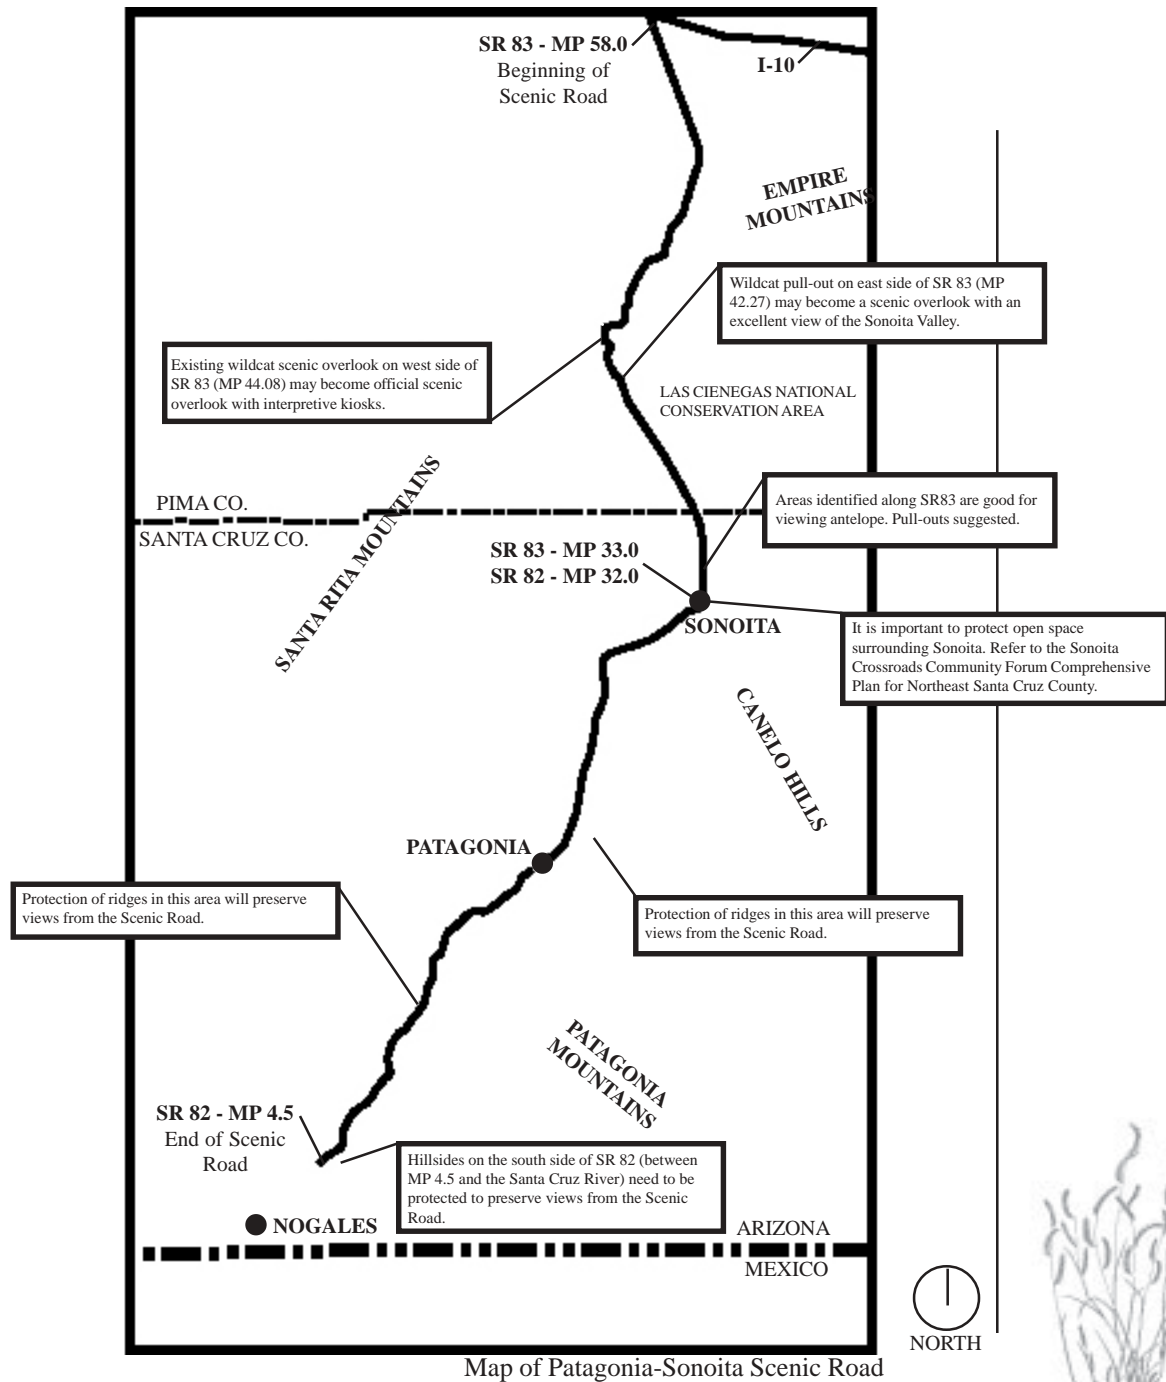 SR 83 - MP 58.0
Beginning of
Scenic Road
I-10
EMPIRE
MOUNTAINS
Wildcat pull-out on east side of SR 83 (MP
42.27) may become a scenic overlook with an
excellent view of the Sonoita Valley.
Existing wildcat scenic overlook on west side of
SR 83 (MP 44.08) may become official scenic
overlook with interpretive kiosks.
LAS CIENEGAS NATIONAL
CONSERVATION AREA
SANTA RITA MOUNTAINS
PIMA CO.
SANTA CRUZ CO.
Areas identified along SR83 are good for
viewing antelope. Pull-outs suggested.
SR 83 - MP 33.0
SR 82 - MP 32.0
SONOITA
It is important to protect open space
surrounding Sonoita. Refer to the Sonoita
Crossroads Community Forum Comprehensive
Plan for Northeast Santa Cruz County.
CANELO HILLS
PATAGONIA
Protection of ridges in this area will preserve
views from the Scenic Road.
Protection of ridges in this area will preserve
views from the Scenic Road.
PATAGONIA
MOUNTAINS
SR 82 - MP 4.5
End of Scenic
Road
Hillsides on the south side of SR 82 (between
MP 4.5 and the Santa Cruz River) need to be
protected to preserve views from the Scenic
Road.
NOGALES
ARIZONA
MEXICO
NORTH
Map of Patagonia-Sonoita Scenic Road